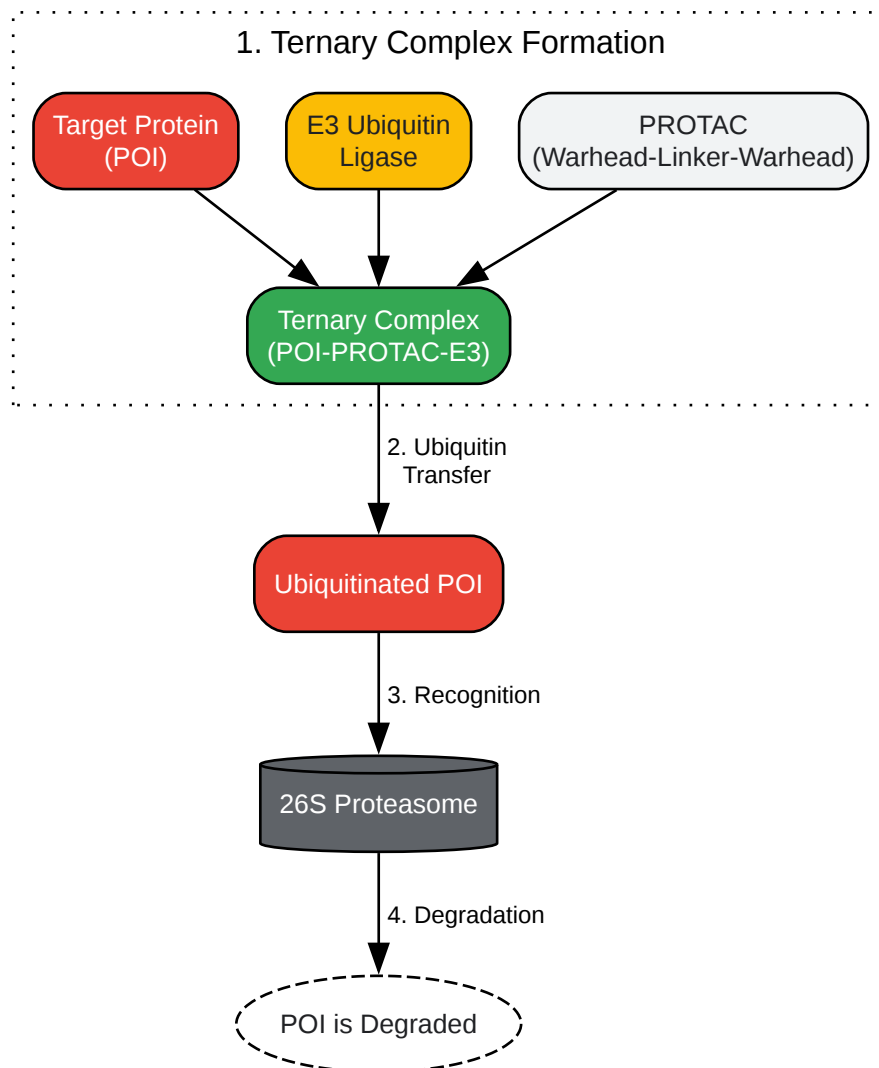 1. Ternary Complex Formation
Target Protein
(POI)
E3 Ubiquitin
Ligase
PROTAC
(Warhead-Linker-Warhead)
Ternary Complex
(POI-PROTAC-E3)
2. Ubiquitin
Transfer
Ubiquitinated POI
3. Recognition
26S Proteasome
4. Degradation
POI is Degraded